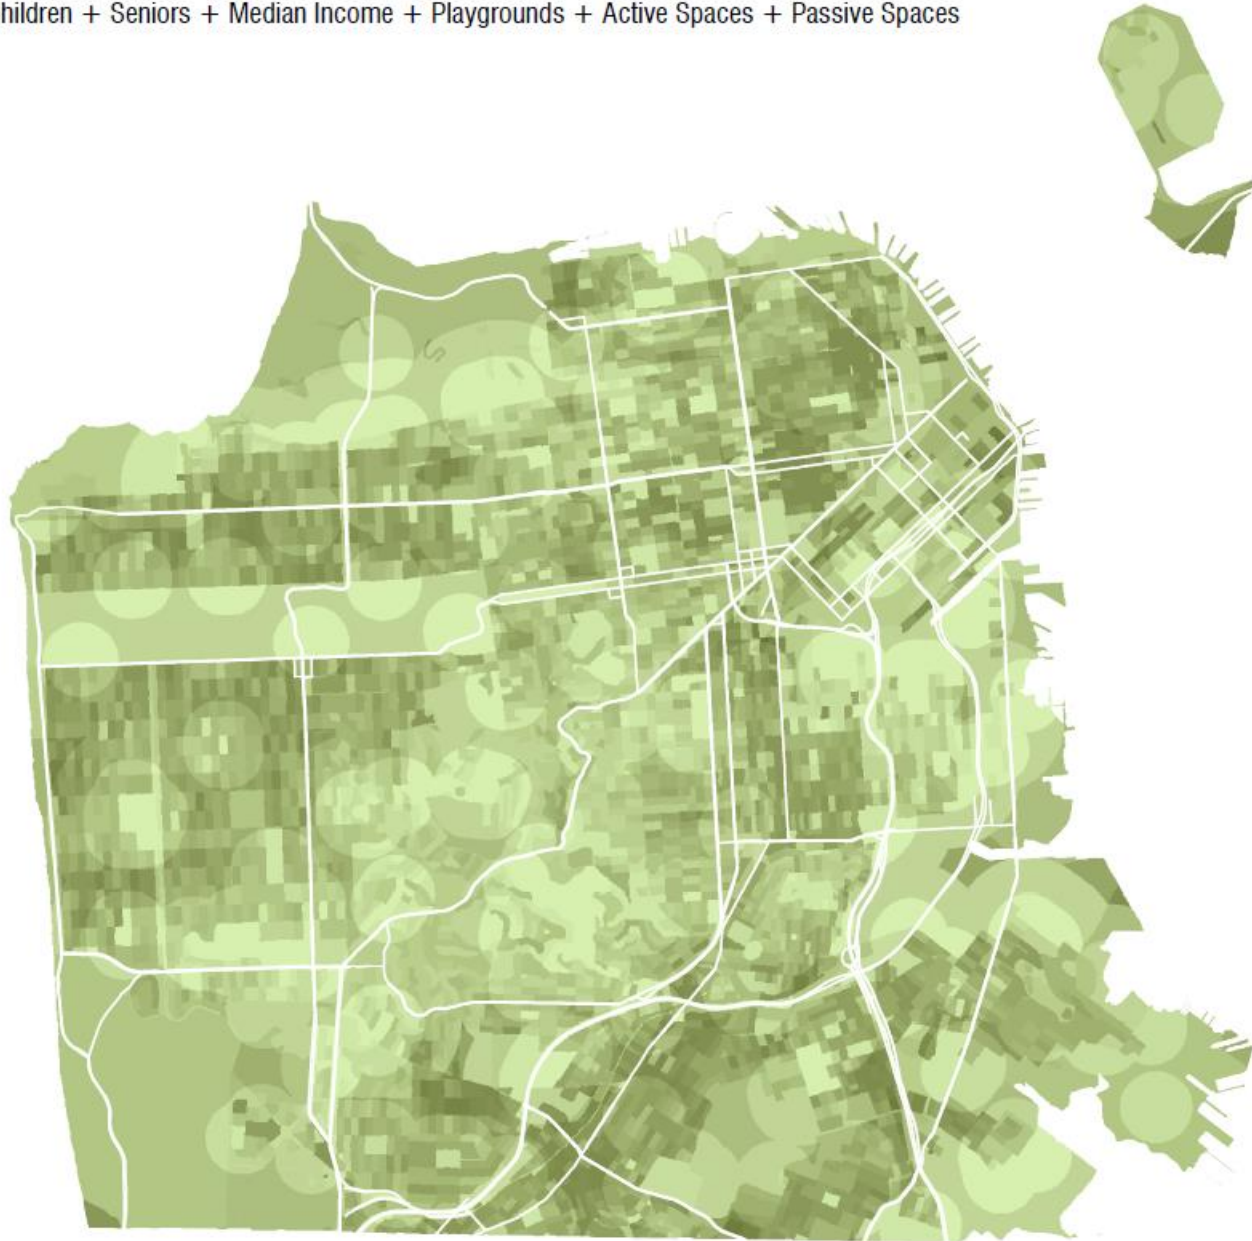 hildren + Seniors + Median Income + Playgrounds + Active Spaces + Passive Spaces